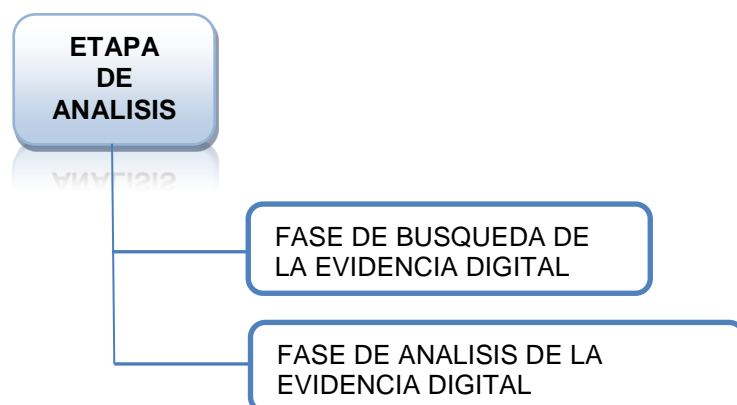 ETAPA
DE
ANALISIS
FASE DE BUSQUEDA DE
LA EVIDENCIA DIGITAL
FASE DE ANALISIS DE LA
EVIDENCIA DIGITAL